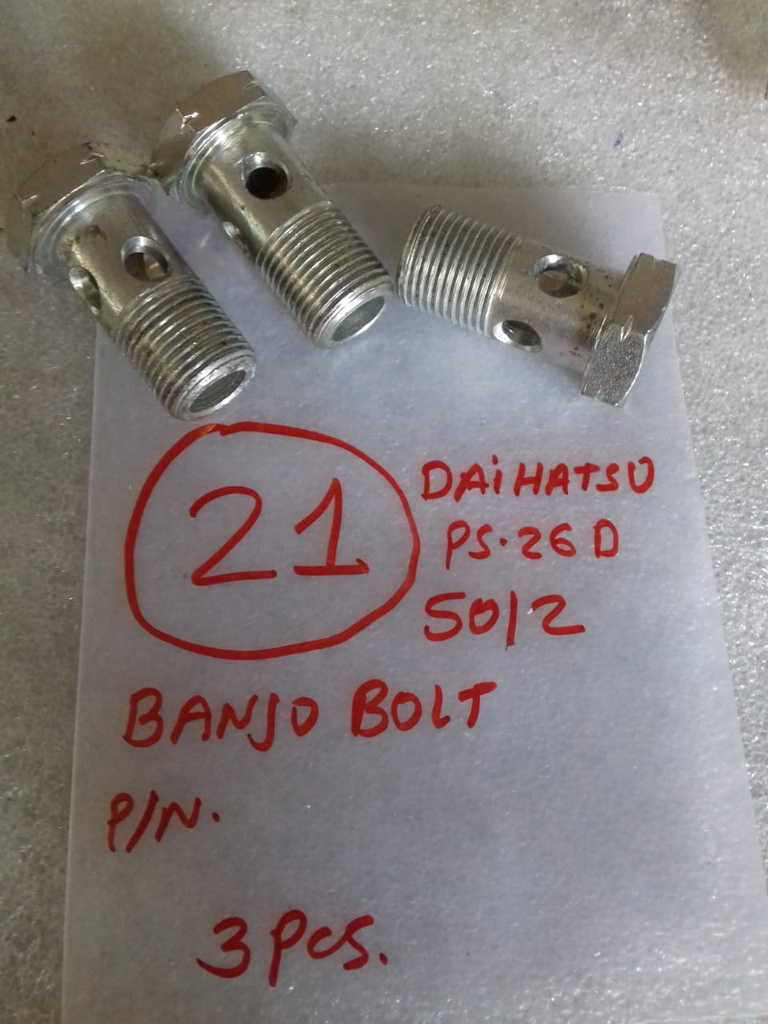 21
DAiHATSU
PS·26D
50/2
BANJO BOLT
P/N.
3 Pcs.